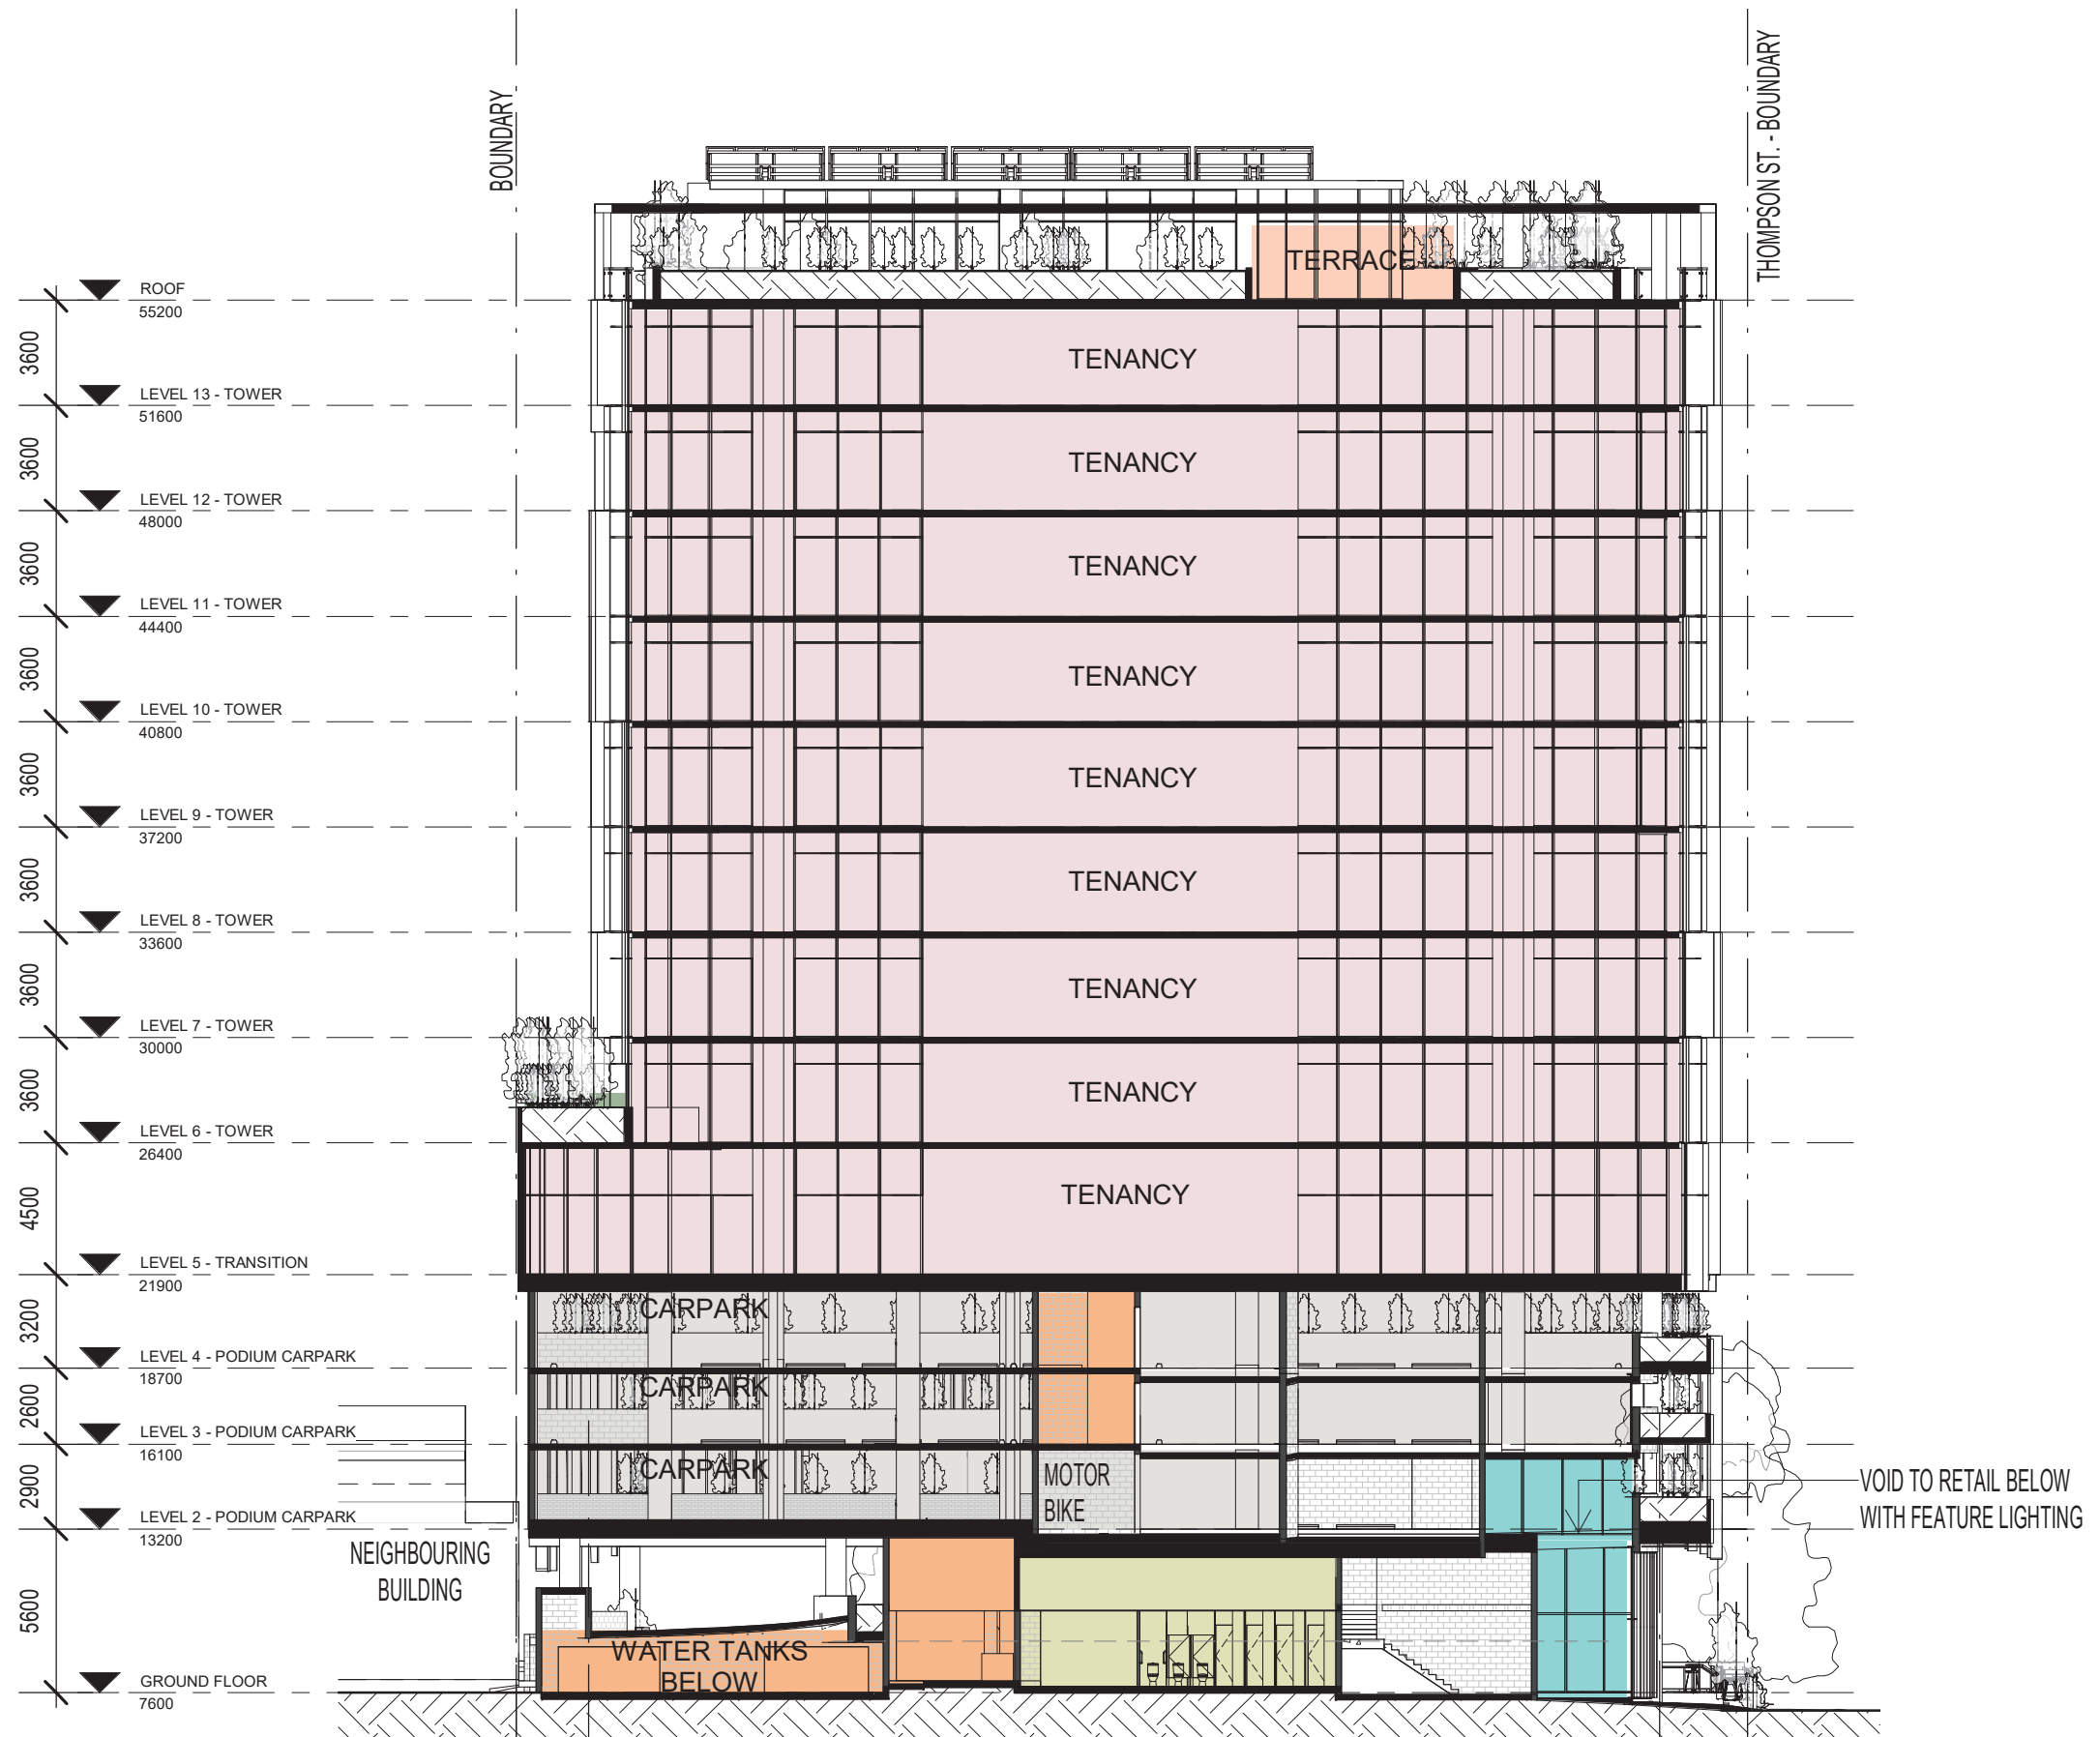 BOUNDARY
THOMPSON ST. - BOUNDARY
TERRACE
ROOF
55200
3600
TENANCY
LEVEL 13 - TOWER
51600
3600
TENANCY
LEVEL 12 - TOWER
48000
3600
TENANCY
LEVEL 11 - TOWER
44400
3600
TENANCY
LEVEL 10 - TOWER
40800
3600
TENANCY
LEVEL 9 - TOWER
37200
3600
TENANCY
LEVEL 8 - TOWER
33600
3600
TENANCY
LEVEL 7 - TOWER
30000
3600
TENANCY
LEVEL 6 - TOWER
26400
4500
TENANCY
LEVEL 5 - TRANSITION
21900
3200
CARPARK
LEVEL 4 - PODIUM CARPARK
18700
2600
CARPARK
LEVEL 3 - PODIUM CARPARK
16100
2900
CARPARK
MOTOR
BIKE
VOID TO RETAIL BELOW
WITH FEATURE LIGHTING
LEVEL 2 - PODIUM CARPARK
13200
NEIGHBOURING
BUILDING
5600
WATER TANKS
BELOW
GROUND FLOOR
7600